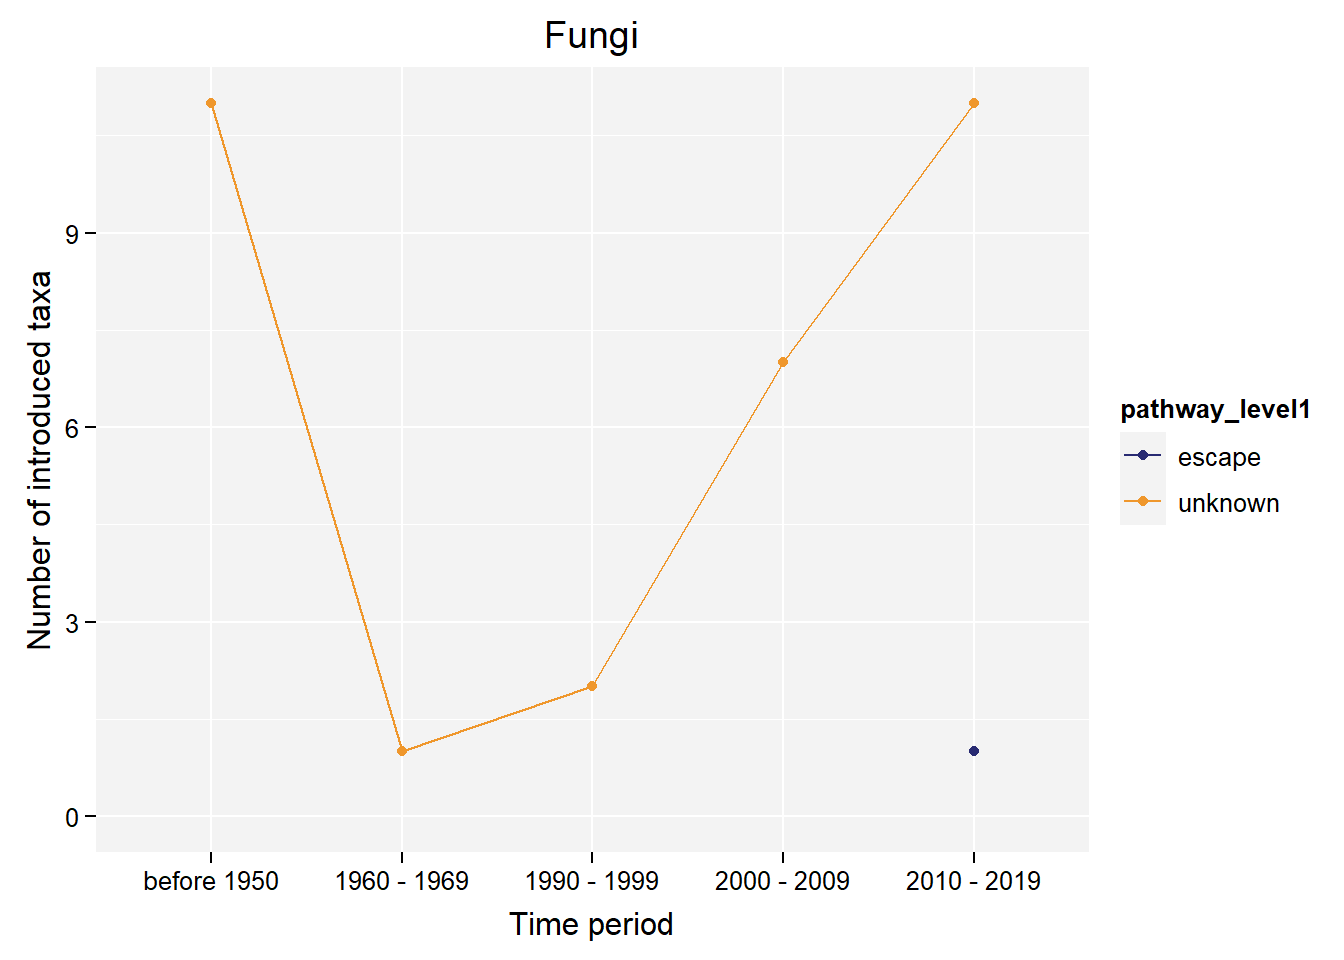 Fungi
9
6
3
0
Number of introduced taxa
before 1950
1960 - 1969
1990 - 1999
2000 - 2009
2010 - 2019
Time period
pathway_level1
escape
unknown